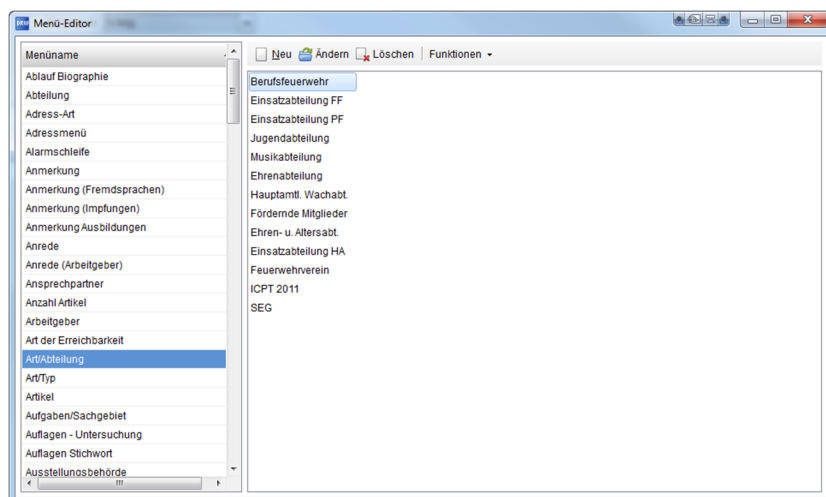 Menü-Editor
Menüname
Ablauf Biographie
Abteilung
Adress-Art
Adressmenü
Alarmschleife
Anmerkung
Anmerkung (Fremdsprachen)
Anmerkung (Impfungen)
Anmerkung Ausbildungen
Anrede
Anrede (Arbeitgeber)
Ansprechpartner
Anzahl Artikel
Arbeitgeber
Art der Erreichbarkeit
Art/Abteilung
Art/Typ
Artikel
Aufgaben/Sachgebiet
Auflagen - Untersuchung
Auflagen Stichwort
Ausstellungsbehörde
Neu Ändern Löschen Funktionen
Berufsfeuerwehr
Einsatzabteilung FF
Einsatzabteilung PF
Jugendabteilung
Musikabteilung
Ehrenabteilung
Hauptamtl. Wachabt.
Fördernde Mitglieder
Ehren- u. Altersabt.
Einsatzabteilung HA
Feuerwehrverein
ICPT 2011
SEG